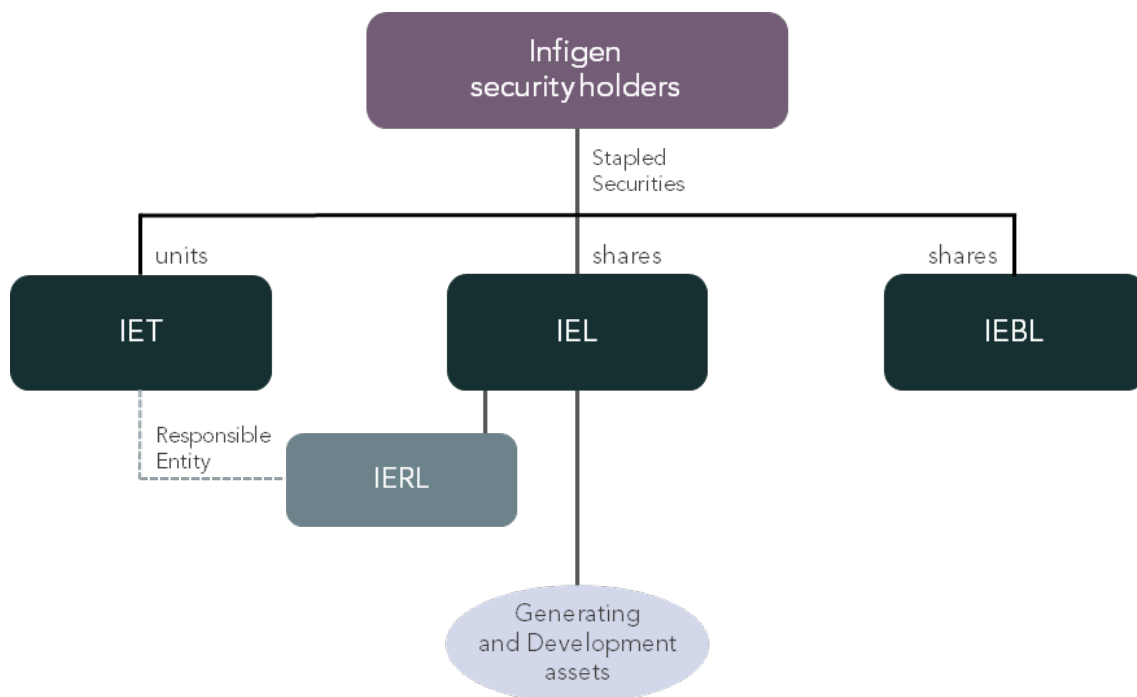 Infigen
securityholders
Stapled
Securities
units
shares
shares
IET
IEL
IEBL
Responsible
Entity
IERL
Generating
and Development
assets